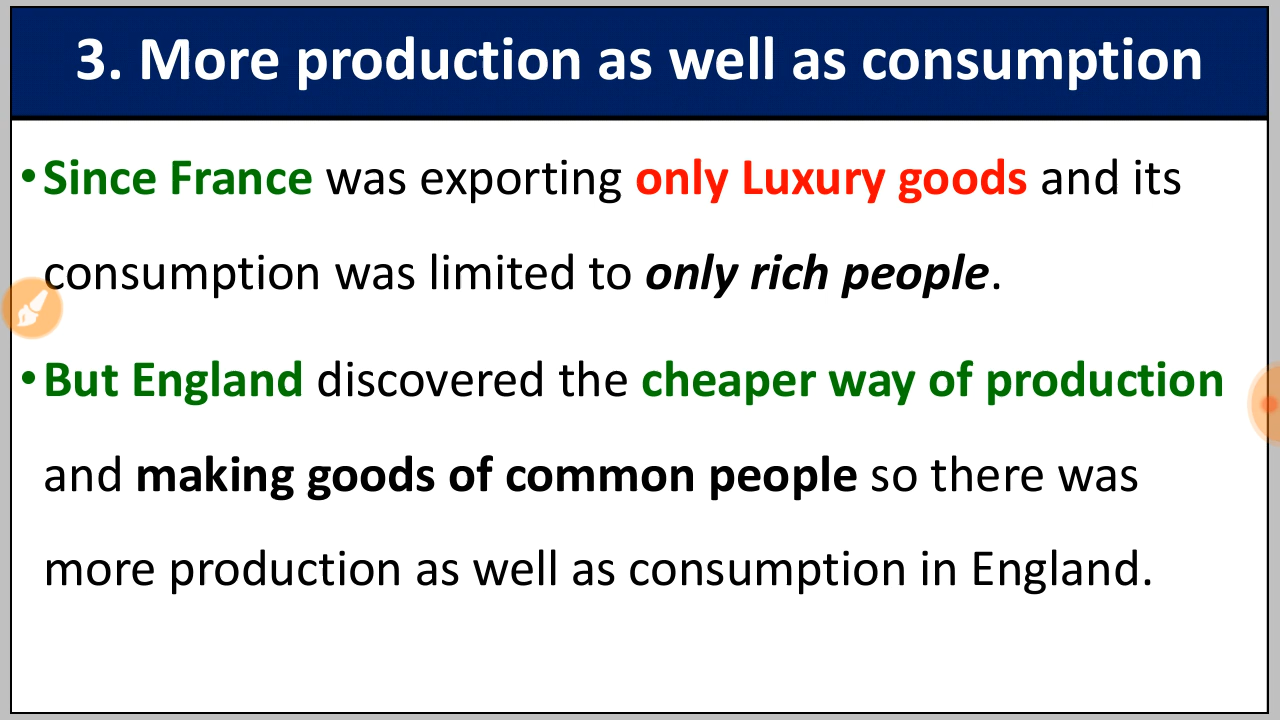 3. More production as well as consumption
•Since France was exporting only Luxury goods and its
consumption was limited to only rich people.
•But England discovered the cheaper way of production
and making goods of common people so there was
more production as well as consumption in England.